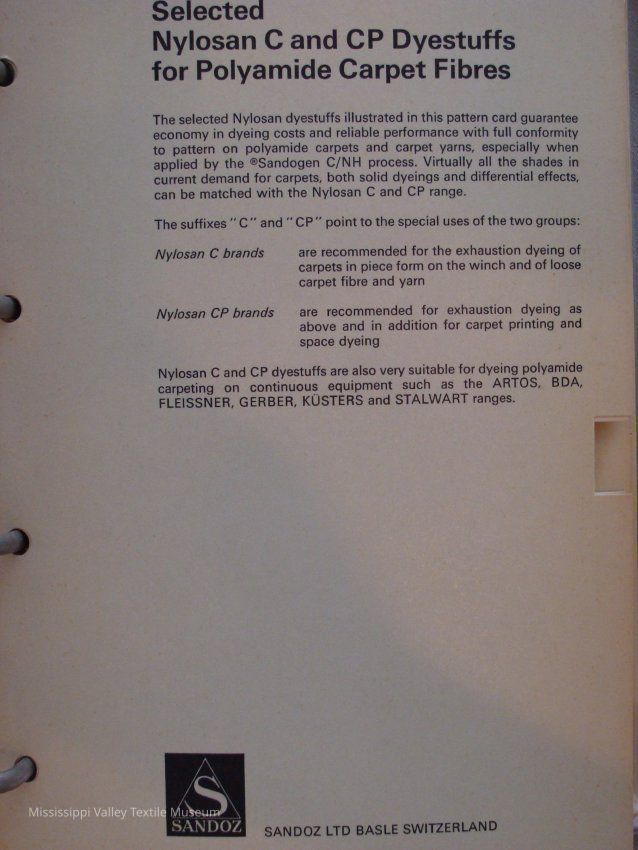 Selected
Nylosan C and CP Dyestuffs
for Polyamide Carpet Fibres
The selected Nylosan dyestuffs illustrated in this pattern card guarantee
economy in dyeing costs and reliable performance with full conformity
to pattern on polyamide carpets and carpet yarns, especially when
applied by the ®Sandogen C/NH process. Virtually all the shades in
current demand for carpets, both solid dyeings and differential effects,
can be matched with the Nylosan C and CP range.
The suffixes "C" and "CP" point to the special uses of the two groups:
Nylosan C brands are recommended for the exhaustion dyeing of
carpets in piece form on the winch and of loose
carpet fibre and yarn
Nylosan CP brands are recommended for exhaustion dyeing as
above and in addition for carpet printing and
space dyeing
Nylosan C and CP dyestuffs are also very suitable for dyeing polyamide
carpeting on continuous equipment such as the ARTOS, BDA,
FLEISSNER, GERBER, KÜSTERS and STALWART ranges.
S
Mississippi Valley Textile Museum
SANDOZ
SANDOZ LTD BASLE SWITZERLAND